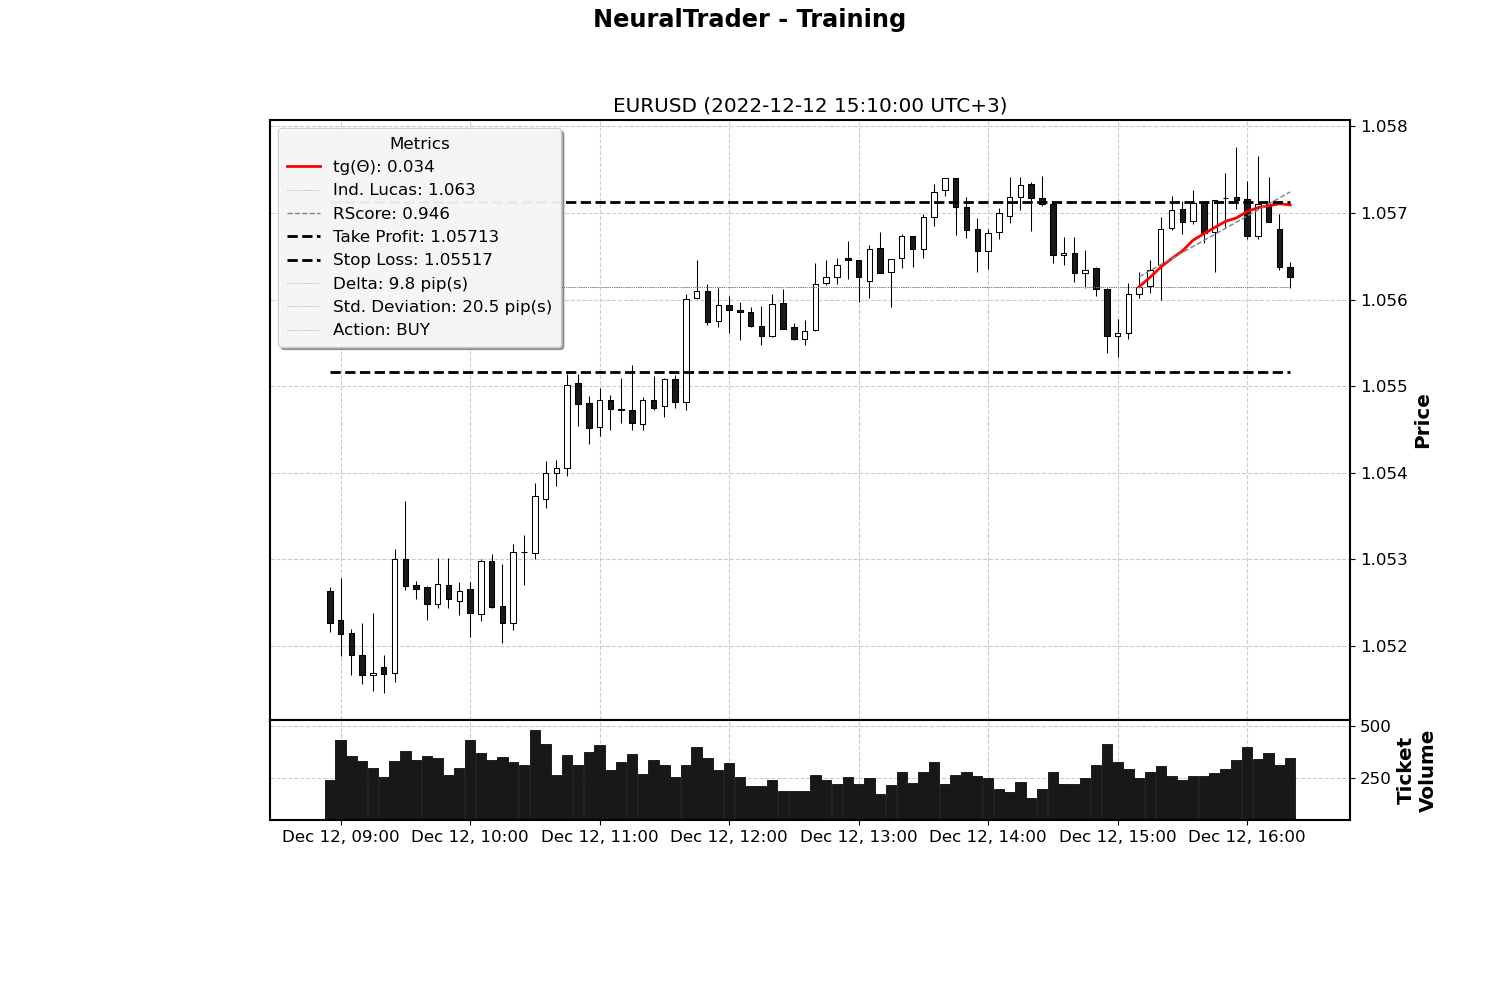 NeuralTrader - Training
EURUSD (2022-12-12 15:10:00 UTC+3)
Metrics
tg(Θ): 0.034
Ind. Lucas: 1.063
RScore: 0.946
Take Profit: 1.05713
Stop Loss: 1.05517
Delta: 9.8 pip(s)
Std. Deviation: 20.5 pip(s)
Action: BUY
1.058
1.057
1.056
1.055
1.054
1.053
1.052
Price
500
250
Ticket
Volume
Dec 12, 09:00 Dec 12, 10:00 Dec 12, 11:00 Dec 12, 12:00 Dec 12, 13:00 Dec 12, 14:00 Dec 12, 15:00 Dec 12, 16:00